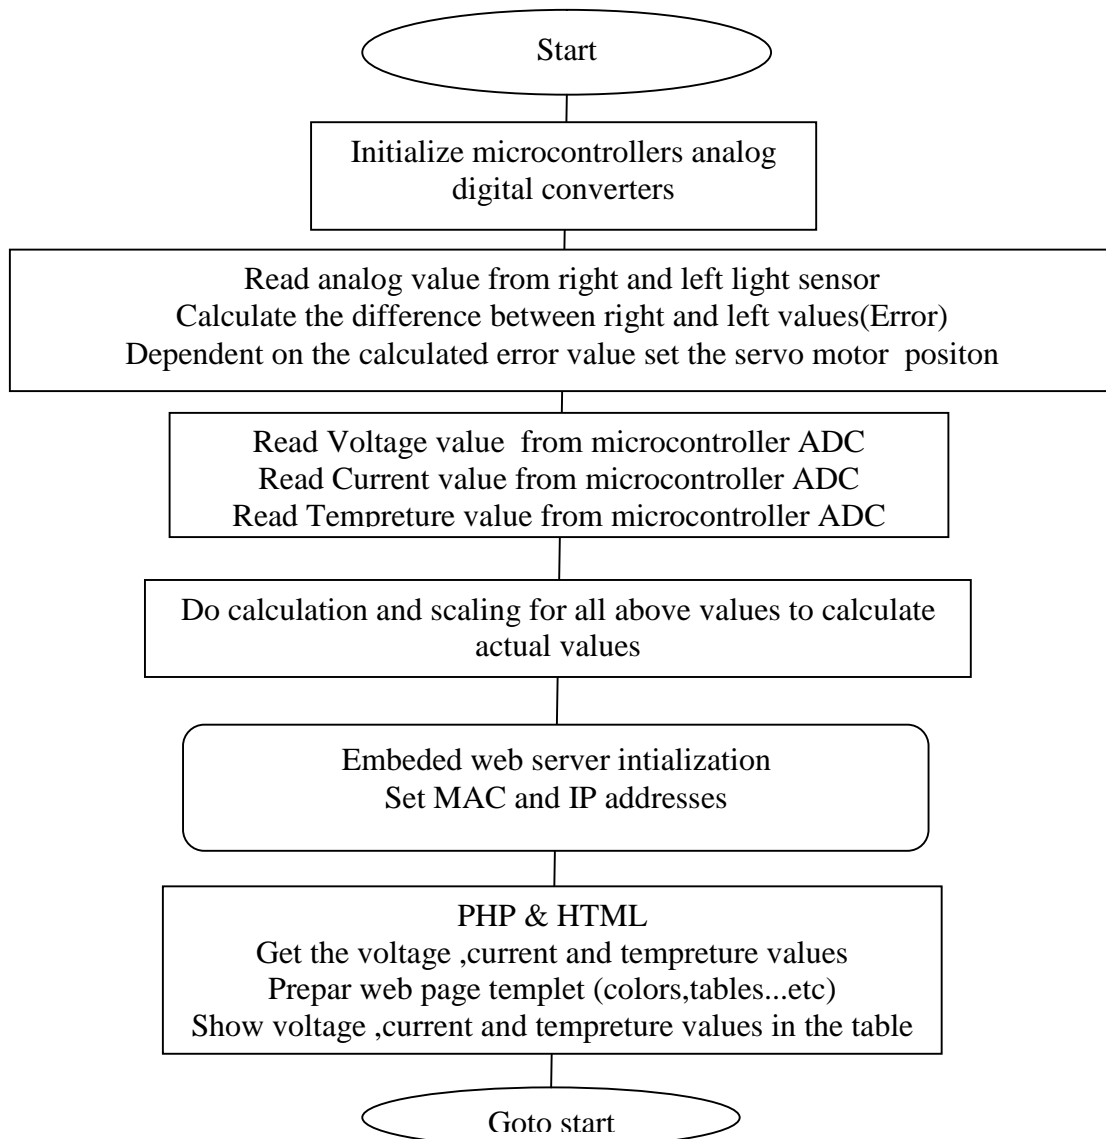 Start
Initialize microcontrollers analog
digital converters
Read analog value from right and left light sensor
Calculate the difference between right and left values(Error)
Dependent on the calculated error value set the servo motor  positon
Read Voltage value  from microcontroller ADC
Read Current value from microcontroller ADC
Read Tempreture value from microcontroller ADC
Do calculation and scaling for all above values to calculate
actual values
Embeded web server intialization
Set MAC and IP addresses
PHP & HTML
Get the voltage ,current and tempreture values
Prepar web page templet (colors,tables...etc)
Show voltage ,current and tempreture values in the table
Goto start